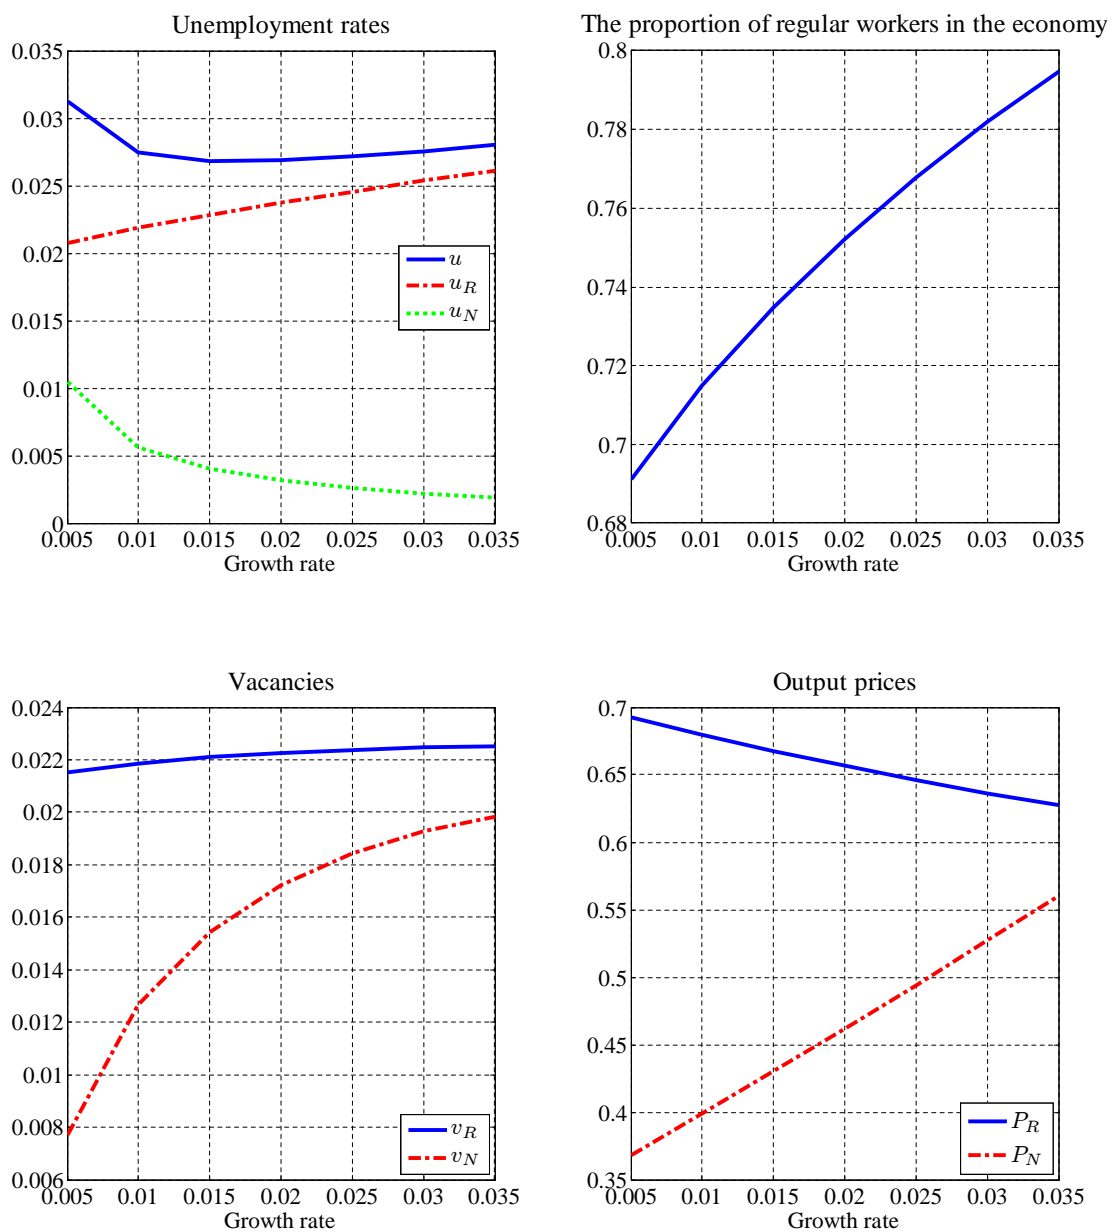 Unemployment rates
0.035
0.03
0.025
0.02
0.015
0.01
0.005
0
u
u_R
u_N
0.005 0.01 0.015 0.02 0.025 0.03 0.035
Growth rate
The proportion of regular workers in the economy
0.8
0.78
0.76
0.74
0.72
0.7
0.68
0.005 0.01 0.015 0.02 0.025 0.03 0.035
Growth rate
Vacancies
0.024
0.022
0.02
0.018
0.016
0.014
0.012
0.01
0.008
0.006
v_R
v_N
0.005 0.01 0.015 0.02 0.025 0.03 0.035
Growth rate
Output prices
0.7
0.65
0.6
0.55
0.5
0.45
0.4
0.35
P_R
P_N
0.005 0.01 0.015 0.02 0.025 0.03 0.035
Growth rate